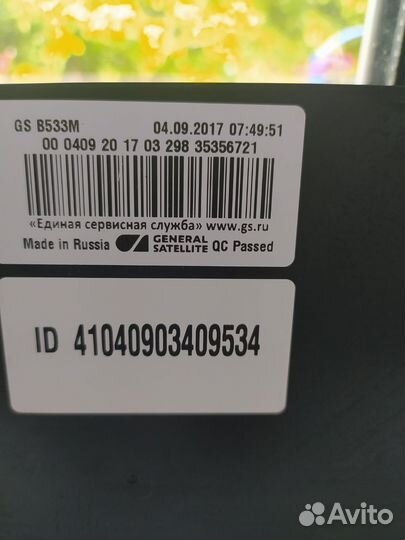 GS B533M 04.09.2017 07:49:51
00 0409 20 17 03 298 35356721
«Единая сервисная служба» www.gs.ru
Made in Russia GENERAL SATELLITE QC Passed
ID 41040903409534
Avito